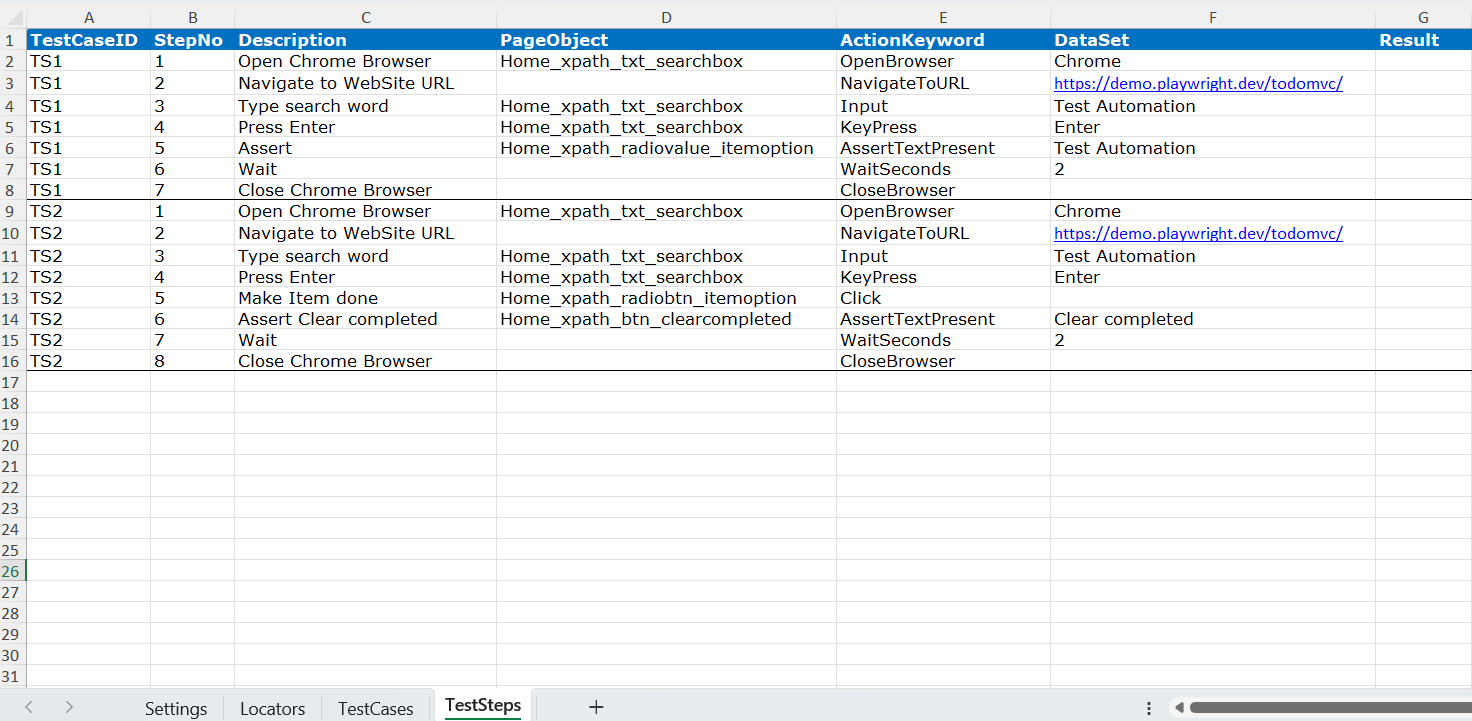 A B C D E F G
1 TestCaseID StepNo Description PageObject ActionKeyword DataSet Result
2 TS1 1 Open Chrome Browser Home_xpath_txt_searchbox OpenBrowser Chrome
3 TS1 2 Navigate to WebSite URL NavigateToURL https://demo.playwright.dev/todomvc/
4 TS1 3 Type search word Home_xpath_txt_searchbox Input Test Automation
5 TS1 4 Press Enter Home_xpath_txt_searchbox KeyPress Enter
6 TS1 5 Assert Home_xpath_radiovalue_itemoption AssertTextPresent Test Automation
7 TS1 6 Wait WaitSeconds 2
8 TS1 7 Close Chrome Browser CloseBrowser
9 TS2 1 Open Chrome Browser Home_xpath_txt_searchbox OpenBrowser Chrome
10 TS2 2 Navigate to WebSite URL NavigateToURL https://demo.playwright.dev/todomvc/
11 TS2 3 Type search word Home_xpath_txt_searchbox Input Test Automation
12 TS2 4 Press Enter Home_xpath_txt_searchbox KeyPress Enter
13 TS2 5 Make Item done Home_xpath_radiobtn_itemoption Click
14 TS2 6 Assert Clear completed Home_xpath_btn_clearcompleted AssertTextPresent Clear completed
15 TS2 7 Wait WaitSeconds 2
16 TS2 8 Close Chrome Browser CloseBrowser
17
18
19
20
21
22
23
24
25
26
27
28
29
30
31
Settings Locators TestCases TestSteps +